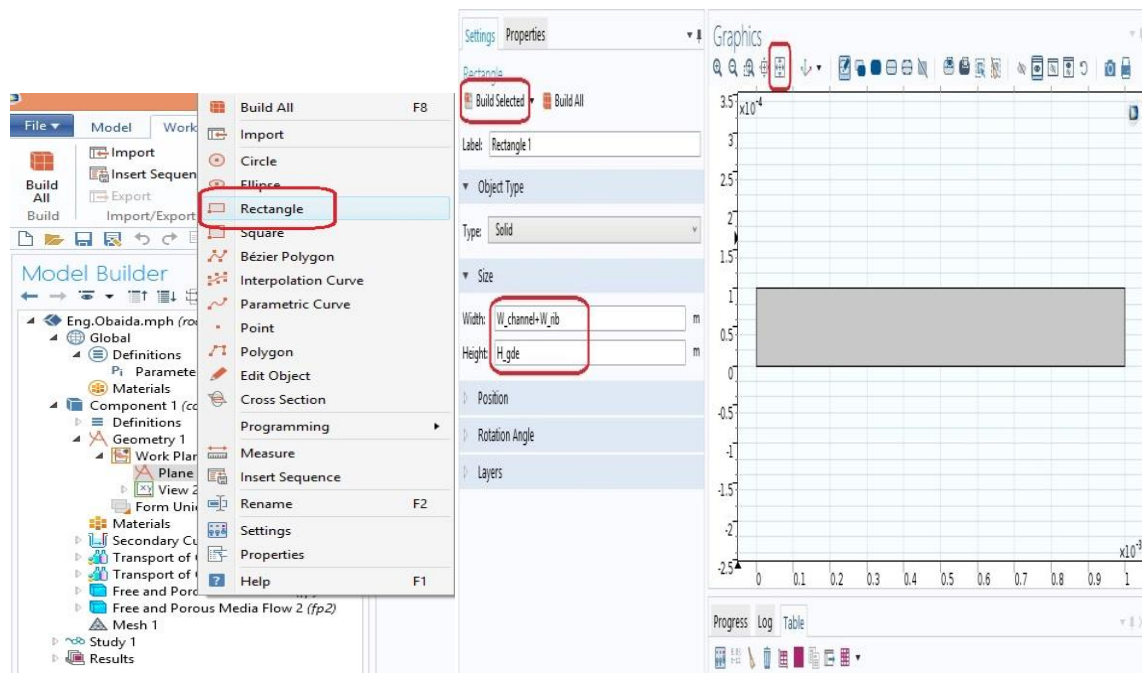 File
Model
Work
Import
Insert Sequen
Export
Build
All
Build
Import/Export
Model Builder
Eng.Obaida.mph (roo
Global
Definitions
Pi Paramete
Materials
Component 1 (co
Definitions
Geometry 1
Work Plan
Plane
View 2
Form Unio
Materials
Secondary Cu
Transport of
Transport of
Free and Porous Media Flow 2 (fp2)
Mesh 1
Study 1
Results
Build All F8
Import
Circle
Ellipse
Rectangle
Square
Bézier Polygon
Interpolation Curve
Parametric Curve
Point
Polygon
Edit Object
Cross Section
Programming
Measure
Insert Sequence
Rename F2
Settings
Properties
Help F1
Settings Properties
Rectangle
Build Selected Build All
Label: Rectangle 1
Object Type
Type: Solid
Size
Width: W_channel+W_rib m
Height: H_gde m
Position
Rotation Angle
Layers
Graphics
x10⁻⁴
3.5
3
2.5
2
1.5
1
0.5
0
-0.5
-1
-1.5
-2
-2.5
x10⁻³
0 0.1 0.2 0.3 0.4 0.5 0.6 0.7 0.8 0.9 1
Progress Log Table